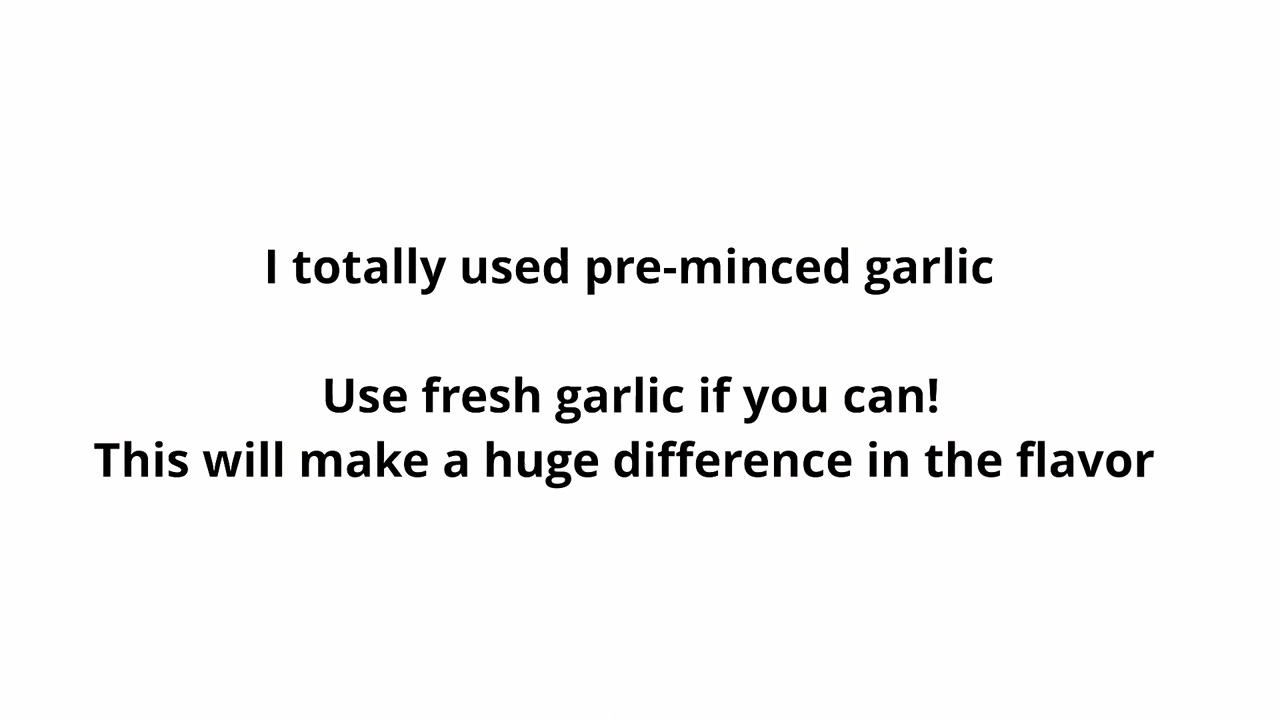 I totally used pre-minced garlic
Use fresh garlic if you can!
This will make a huge difference in the flavor